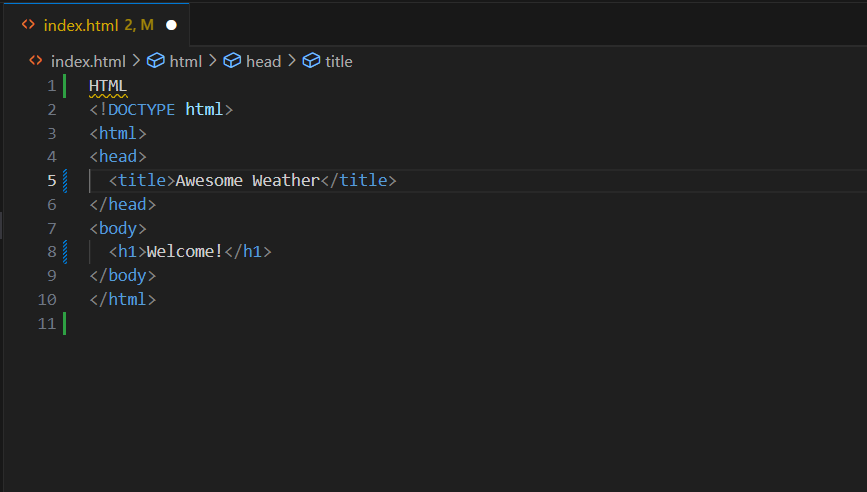 index.html 2, M
index.html > html > head > title
1 HTML
2 <!DOCTYPE html>
3 <html>
4 <head>
5   <title>Awesome Weather</title>
6 </head>
7 <body>
8   <h1>Welcome!</h1>
9 </body>
10 </html>
11